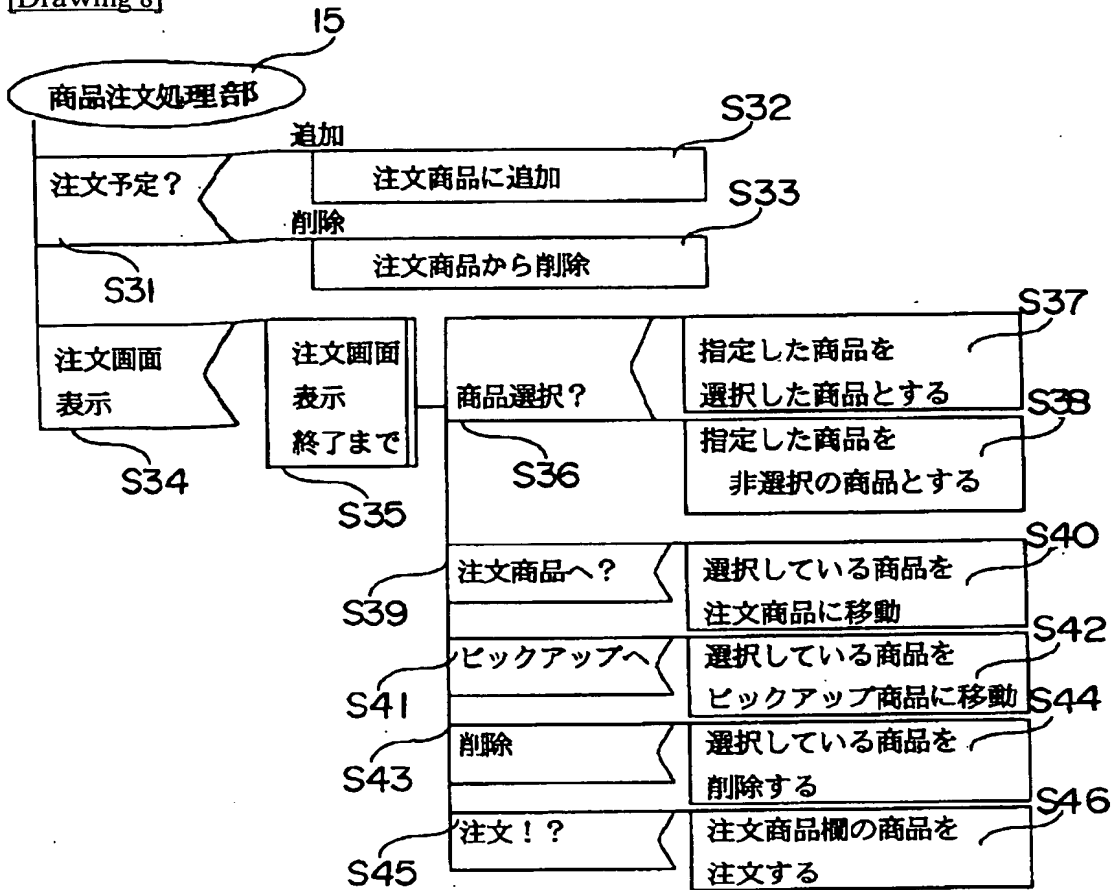 [Drawing 8]
15
商品注文処理部
追加
S32
注文予定?
注文商品に追加
S33
削除
注文商品から削除
S31
S37
注文画面
表示
注文画面
表示
終了まで
商品選択?
指定した商品を
選択した商品とする
S38
指定した商品を
非選択の商品とする
S34
S35
S36
S40
注文商品へ?
選択している商品を
注文商品に移動
S39
S42
ピックアップへ
選択している商品を
ピックアップ商品に移動
S41
S44
削除
選択している商品を
削除する
S43
S46
注文!?
注文商品欄の商品を
注文する
S45